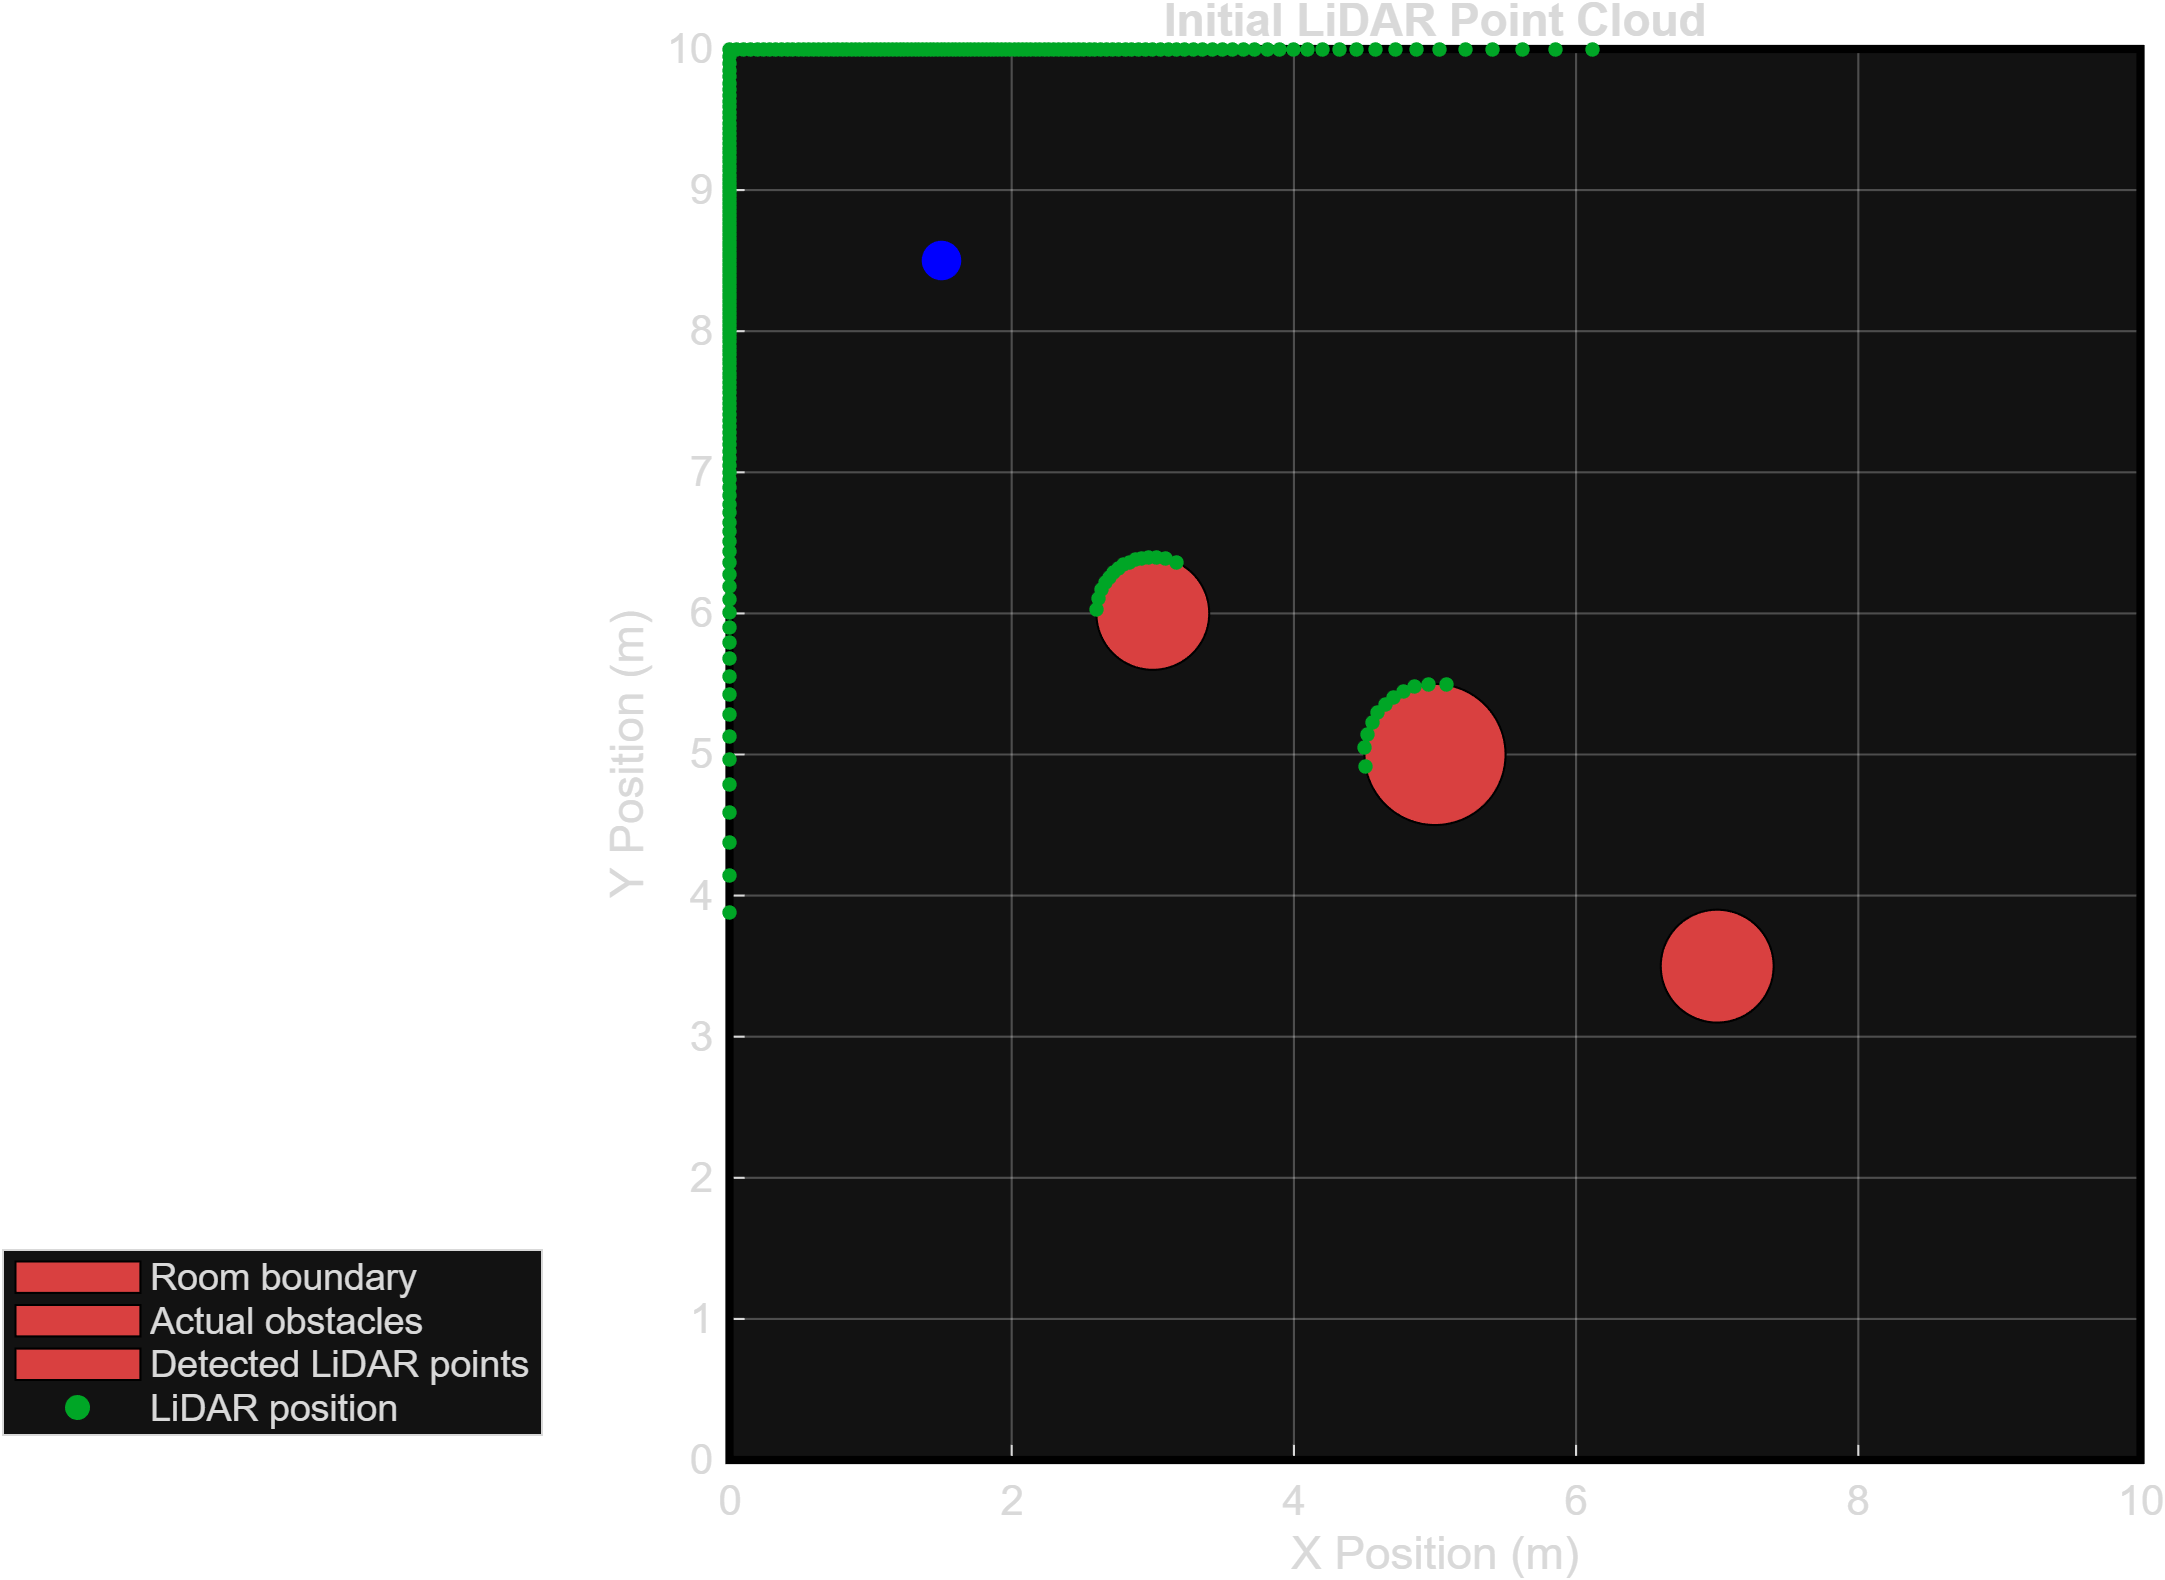 Initial LiDAR Point Cloud
10
9
8
7
6
5
4
3
2
1
0
Y Position (m)
0 2 4 6 8 10
X Position (m)
Room boundary
Actual obstacles
Detected LiDAR points
LiDAR position